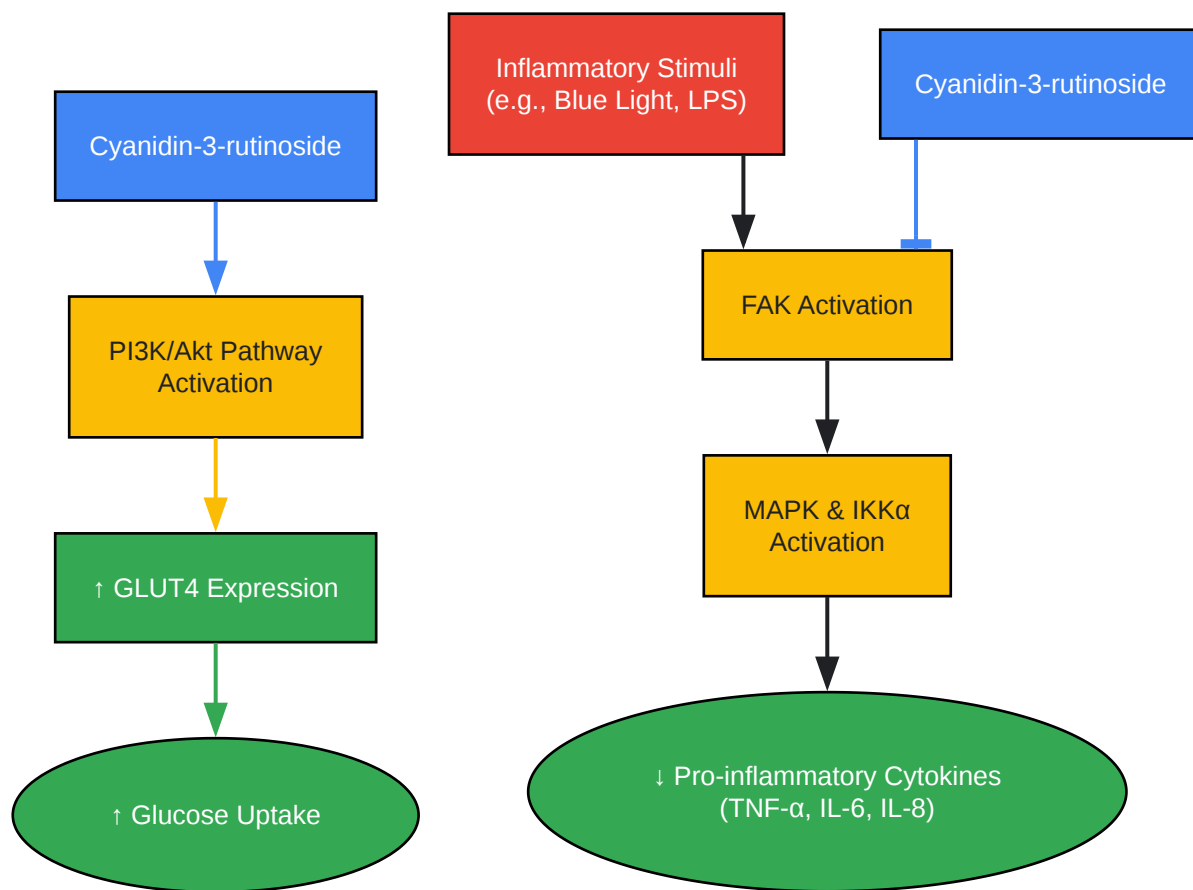 Cyanidin-3-rutinoside
PI3K/Akt Pathway
Activation
↑ GLUT4 Expression
↑ Glucose Uptake
Inflammatory Stimuli
(e.g., Blue Light, LPS)
Cyanidin-3-rutinoside
FAK Activation
MAPK & IKKα
Activation
↓ Pro-inflammatory Cytokines
(TNF-α, IL-6, IL-8)